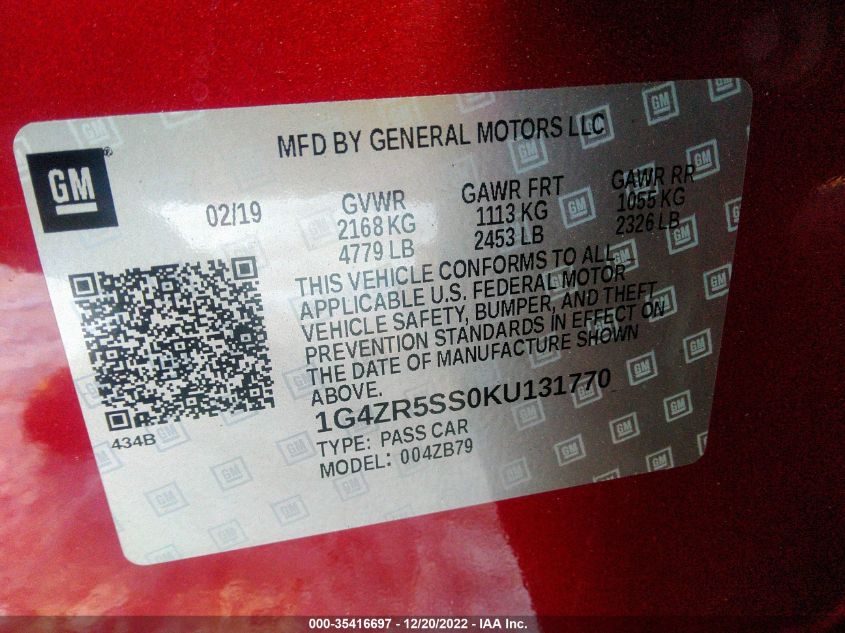 MFD BY GENERAL MOTORS LLC
GM
02/19
GVWR
2168 KG
4779 LB
GAWR FRT
1113 KG
2453 LB
GAWR RR
1055 KG
2326 LB
THIS VEHICLE CONFORMS TO ALL
APPLICABLE U.S. FEDERAL MOTOR
VEHICLE SAFETY, BUMPER, AND THEFT
PREVENTION STANDARDS IN EFFECT ON
THE DATE OF MANUFACTURE SHOWN
ABOVE.
434B
1G4ZR5SS0KU131770
TYPE: PASS CAR
MODEL: 004ZB79
000-35416697 - 12/20/2022 - IAA Inc.